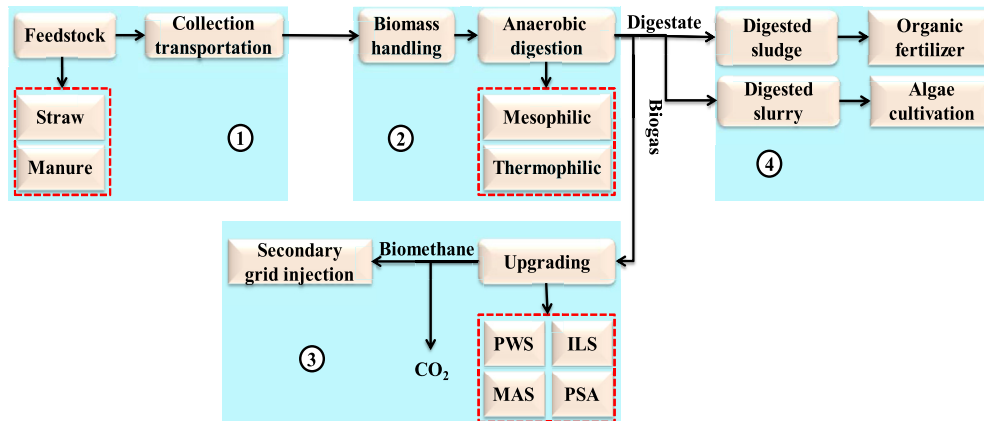 Feedstock
Collection
transportation
Straw
Manure
1
Biomass
handling
Anaerobic
digestion
Mesophilic
Thermophilic
2
Digestate
Biogas
Digested
sludge
Organic
fertilizer
Digested
slurry
Algae
cultivation
4
Secondary
grid injection
Biomethane
Upgrading
3
CO₂
PWS
ILS
MAS
PSA